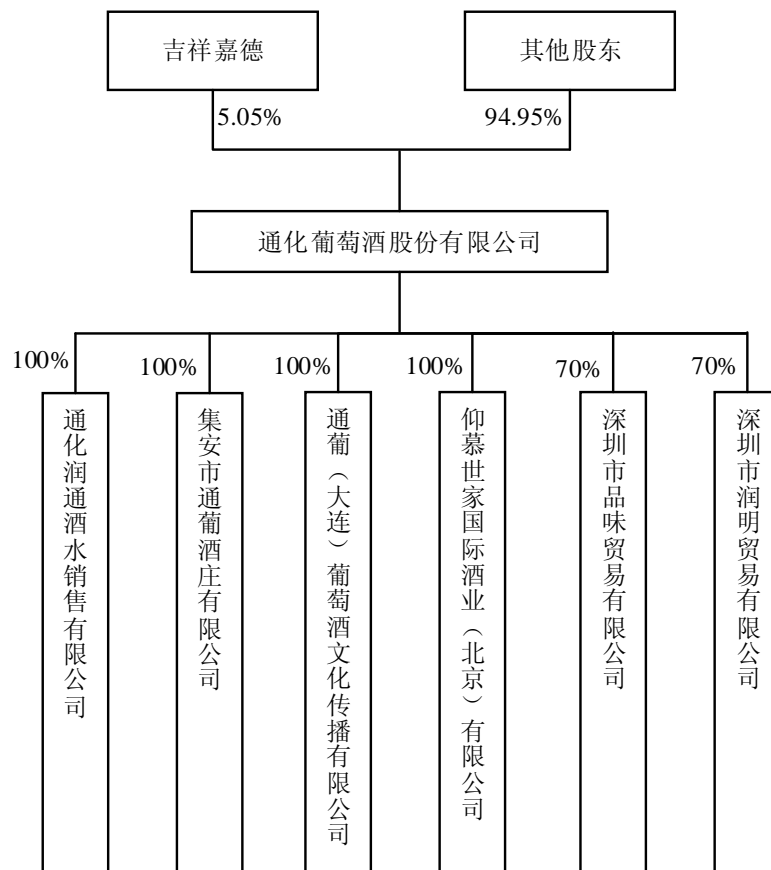 吉祥嘉德
其他股东
5.05%
94.95%
通化葡萄酒股份有限公司
100%
100%
100%
100%
70%
70%
通化润通酒水销售有限公司
集安市通葡酒庄有限公司
通葡（大连）葡萄酒文化传播有限公司
仰慕世家国际酒业（北京）有限公司
深圳市品味贸易有限公司
深圳市润明贸易有限公司